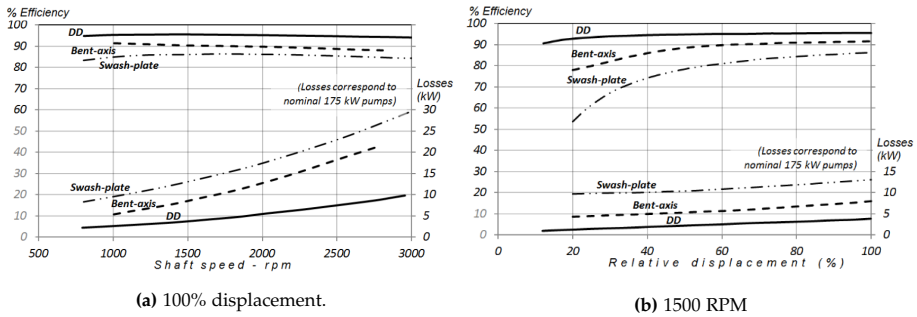 % Efficiency
100
90
80
70
60
50
40
30
20
10
0
DD
Bent-axis
Swash-plate
Losses
(kW)
(Losses correspond to
nominal 175 kW pumps)
30
25
20
15
10
5
0
Swash-plate
Bent-axis
DD
500 1000 1500 2000 2500 3000
Shaft speed - rpm
(a) 100% displacement.
% Efficiency
100
90
80
70
60
50
40
30
20
10
0
DD
Bent-axis
Swash-plate
Losses
(kW)
(Losses correspond to
nominal 175 kW pumps)
15
10
5
0
Swash-plate
Bent-axis
DD
0 20 40 60 80 100
Relative displacement (%)
(b) 1500 RPM